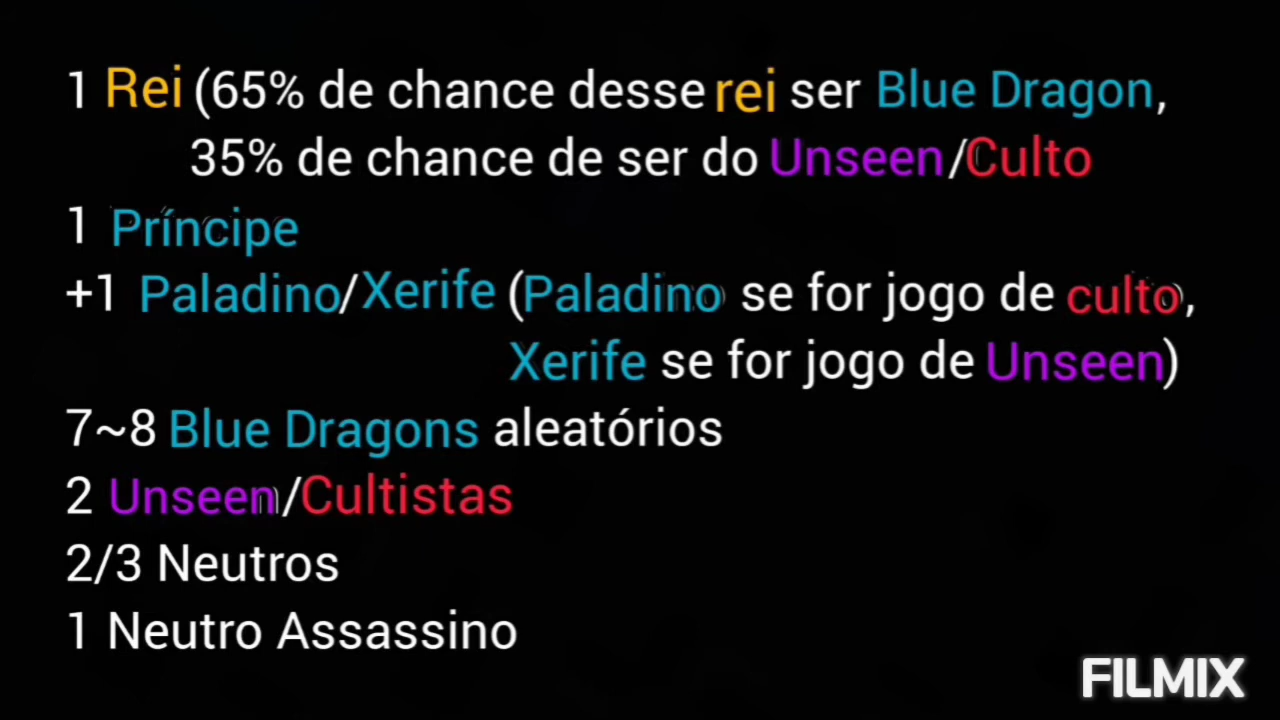 1 Rei (65% de chance desse rei ser Blue Dragon,
35% de chance de ser do Unseen/Culto
1 Príncipe
+1 Paladino/Xerife (Paladino se for jogo de culto,
Xerife se for jogo de Unseen)
7~8 Blue Dragons aleatórios
2 Unseen/Cultistas
2/3 Neutros
1 Neutro Assassino
FILMIX